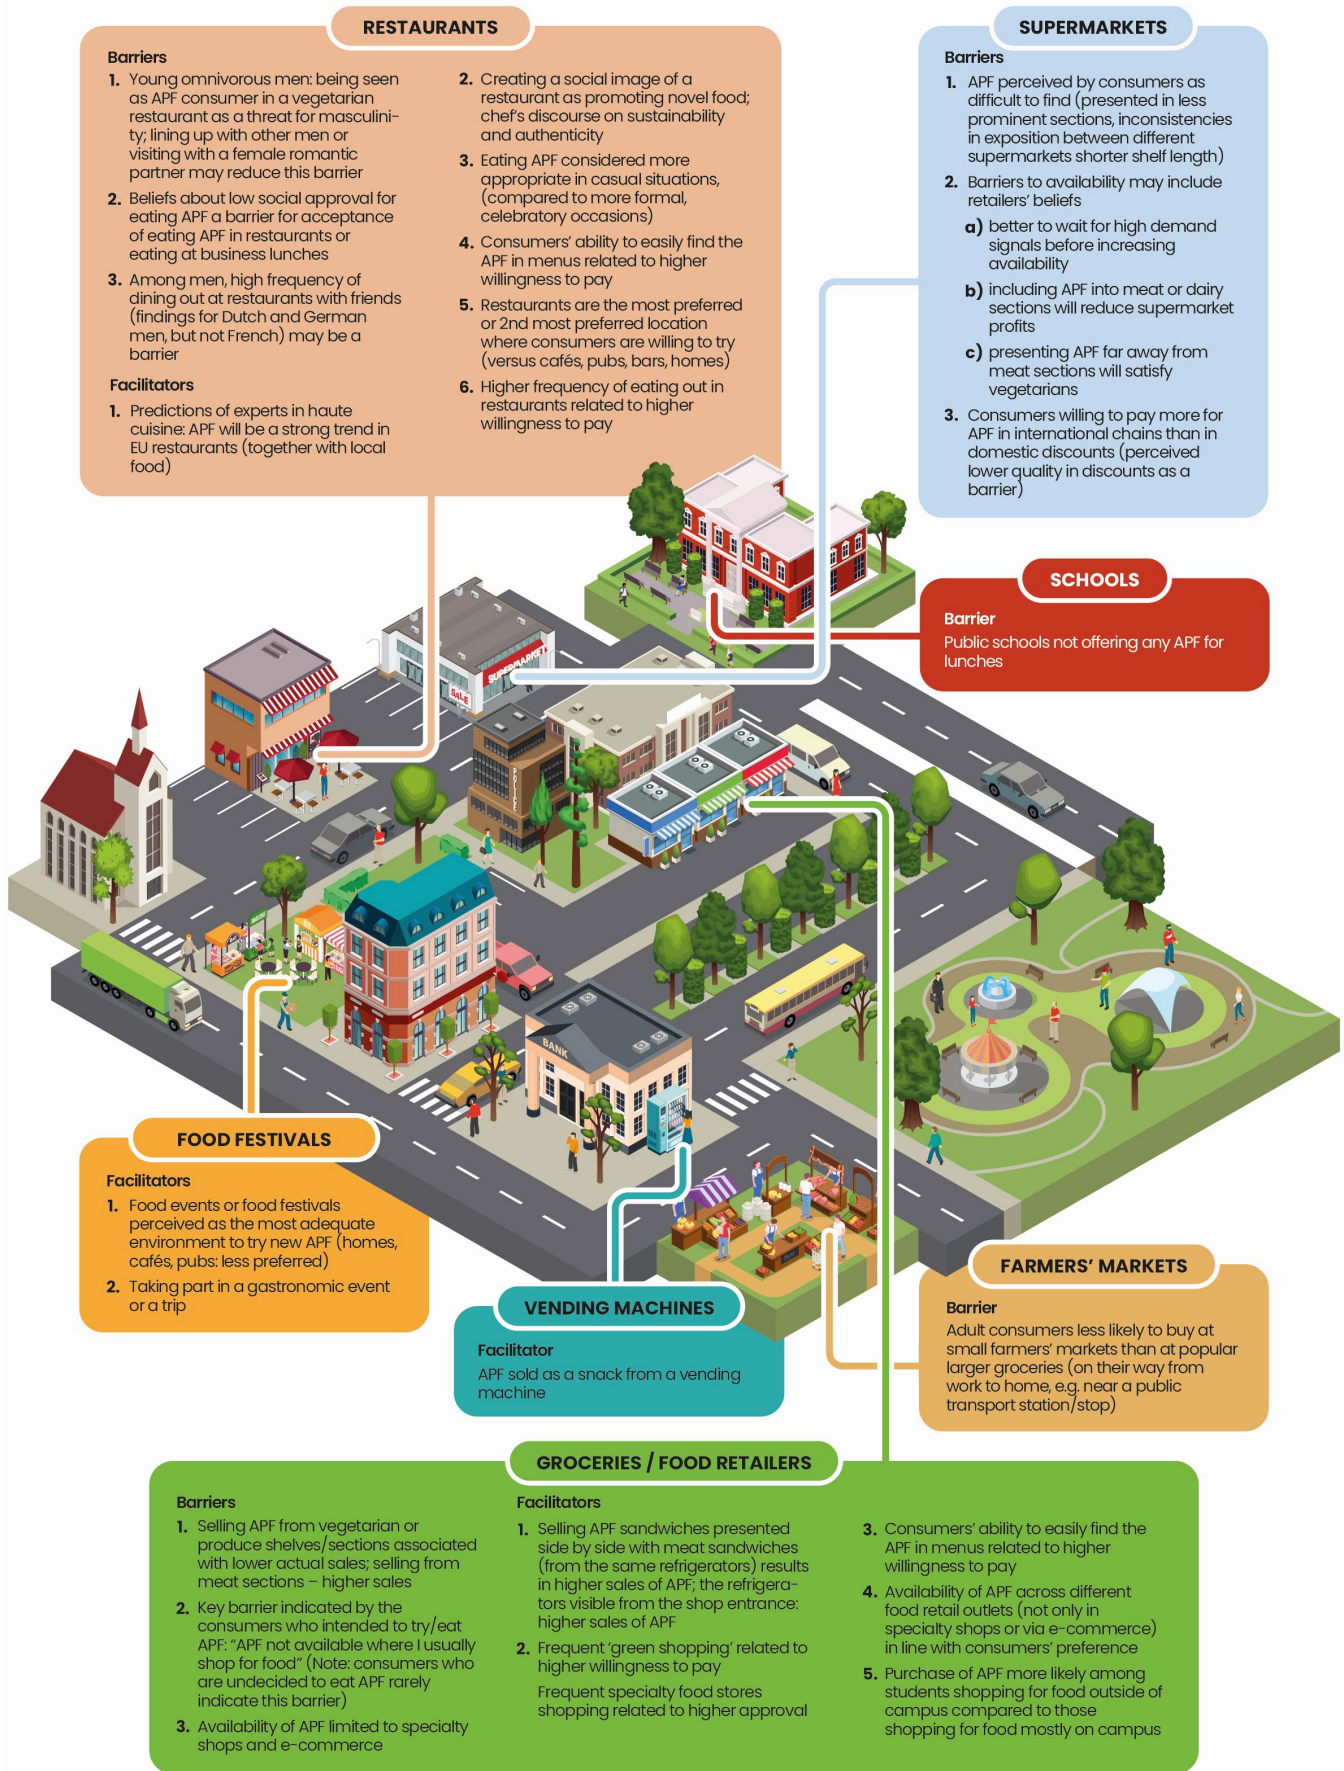 RESTAURANTS
Barriers
1. Young omnivorous men: being seen
as APF consumer in a vegetarian
restaurant as a threat for masculini-
ty; lining up with other men or
visiting with a female romantic
partner may reduce this barrier
2. Beliefs about low social approval for
eating APF a barrier for acceptance
of eating APF in restaurants or
eating at business lunches
3. Among men, high frequency of
dining out at restaurants with friends
(findings for Dutch and German
men, but not French) may be a
barrier
Facilitators
1. Predictions of experts in haute
cuisine: APF will be a strong trend in
EU restaurants (together with local
food)
2. Creating a social image of a
restaurant as promoting novel food;
chef's discourse on sustainability
and authenticity
3. Eating APF considered more
appropriate in casual situations,
(compared to more formal,
celebratory occasions)
4. Consumers' ability to easily find the
APF in menus related to higher
willingness to pay
5. Restaurants are the most preferred
or 2nd most preferred location
where consumers are willing to try
(versus cafés, pubs, bars, homes)
6. Higher frequency of eating out in
restaurants related to higher
willingness to pay
SUPERMARKETS
Barriers
1. APF perceived by consumers as
difficult to find (presented in less
prominent sections, inconsistencies
in exposition between different
supermarkets shorter shelf length)
2. Barriers to availability may include
retailers' beliefs
a) better to wait for high demand
signals before increasing
availability
b) including APF into meat or dairy
sections will reduce supermarket
profits
c) presenting APF far away from
meat sections will satisfy
vegetarians
3. Consumers willing to pay more for
APF in international chains than in
domestic discounts (perceived
lower quality in discounts as a
barrier)
SCHOOLS
Barrier
Public schools not offering any APF for
lunches
SUPERMARKET
SALE
POLICE
BANK
FOOD FESTIVALS
Facilitators
1. Food events or food festivals
perceived as the most adequate
environment to try new APF (homes,
cafés, pubs: less preferred)
2. Taking part in a gastronomic event
or a trip
VENDING MACHINES
Facilitator
APF sold as a snack from a vending
machine
FARMERS' MARKETS
Barrier
Adult consumers less likely to buy at
small farmers' markets than at popular
larger groceries (on their way from
work to home, e.g. near a public
transport station/stop)
GROCERIES / FOOD RETAILERS
Barriers
1. Selling APF from vegetarian or
produce shelves/sections associated
with lower actual sales; selling from
meat sections – higher sales
2. Key barrier indicated by the
consumers who intended to try/eat
APF: "APF not available where I usually
shop for food" (Note: consumers who
are undecided to eat APF rarely
indicate this barrier)
3. Availability of APF limited to specialty
shops and e-commerce
Facilitators
1. Selling APF sandwiches presented
side by side with meat sandwiches
(from the same refrigerators) results
in higher sales of APF; the refrigera-
tors visible from the shop entrance:
higher sales of APF
2. Frequent 'green shopping' related to
higher willingness to pay
Frequent specialty food stores
shopping related to higher approval
3. Consumers' ability to easily find the
APF in menus related to higher
willingness to pay
4. Availability of APF across different
food retail outlets (not only in
specialty shops or via e-commerce)
in line with consumers' preference
5. Purchase of APF more likely among
students shopping for food outside of
campus compared to those
shopping for food mostly on campus